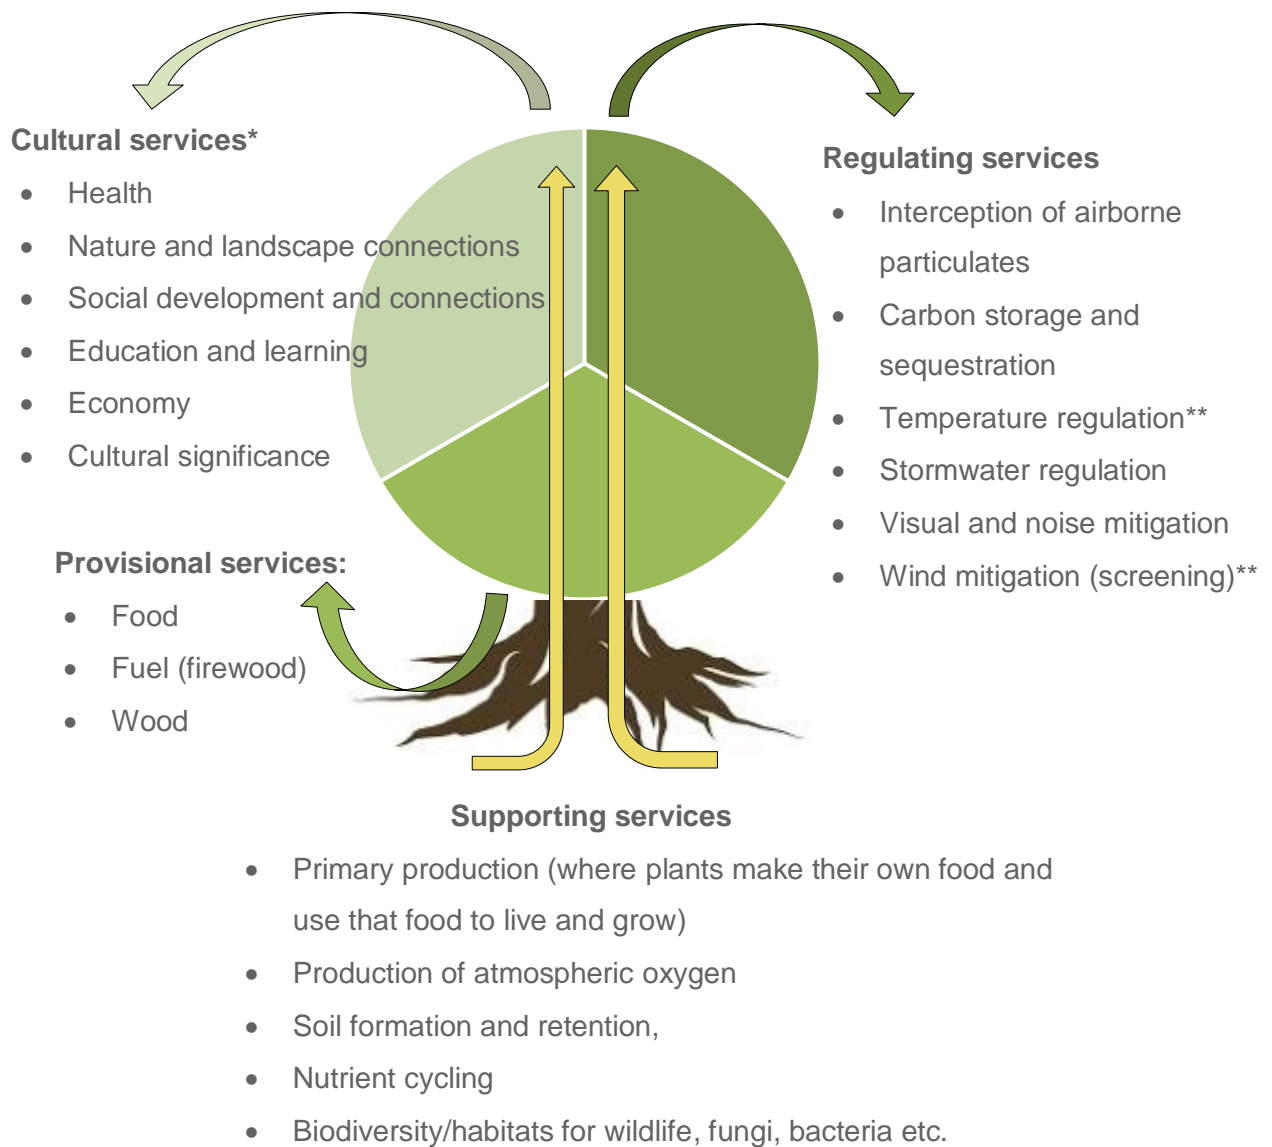 Cultural services*
• Health
• Nature and landscape connections
• Social development and connections
• Education and learning
• Economy
• Cultural significance
Provisional services:
• Food
• Fuel (firewood)
• Wood
Regulating services
• Interception of airborne
particulates
• Carbon storage and
sequestration
• Temperature regulation**
• Stormwater regulation
• Visual and noise mitigation
• Wind mitigation (screening)**
Supporting services
• Primary production (where plants make their own food and
use that food to live and grow)
• Production of atmospheric oxygen
• Soil formation and retention,
• Nutrient cycling
• Biodiversity/habitats for wildlife, fungi, bacteria etc.